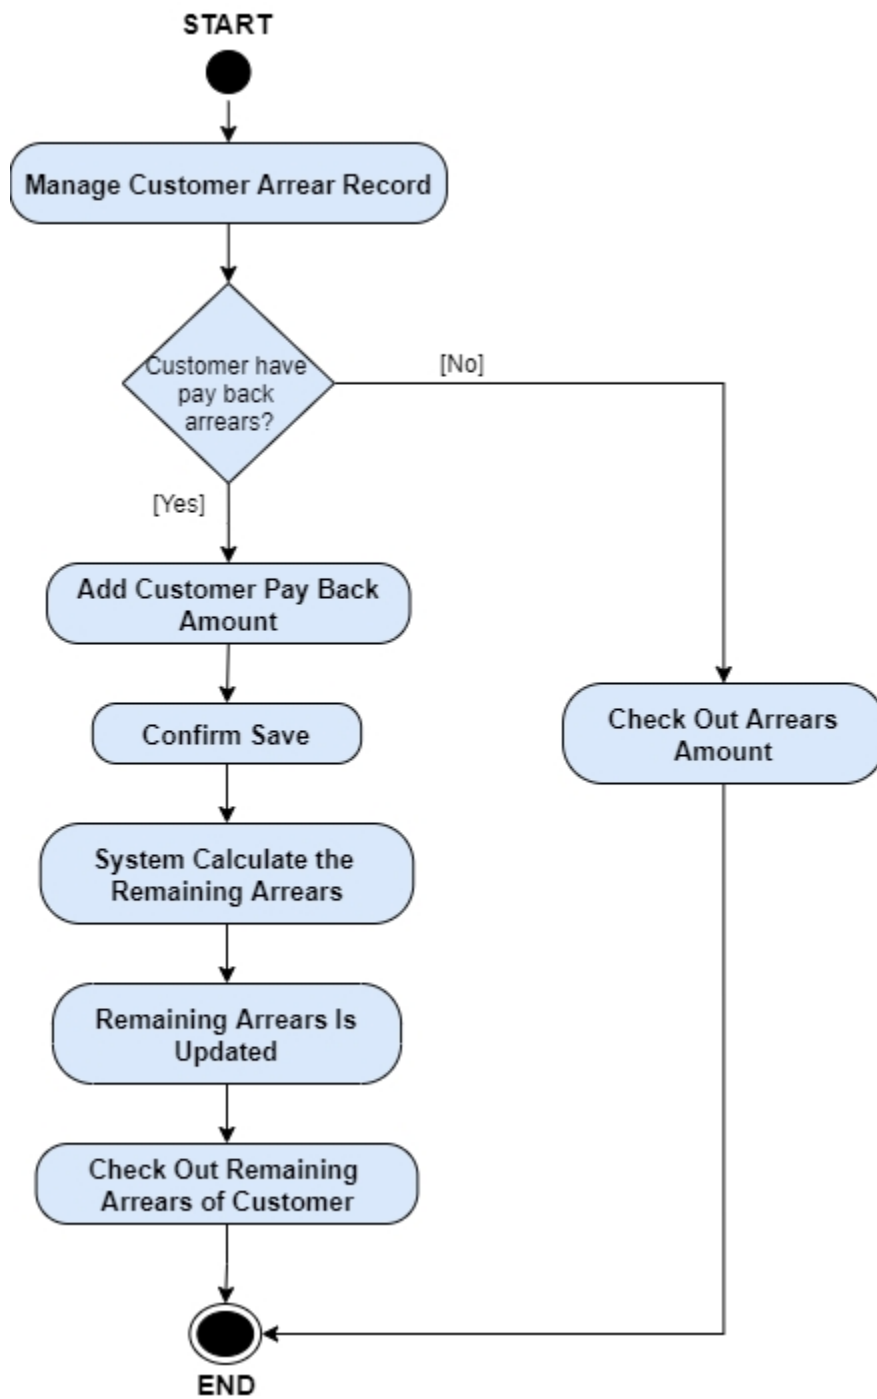 START
Manage Customer Arrear Record
Customer have
pay back
arrears?
[No]
[Yes]
Add Customer Pay Back
Amount
Confirm Save
Check Out Arrears
Amount
System Calculate the
Remaining Arrears
Remaining Arrears Is
Updated
Check Out Remaining
Arrears of Customer
END